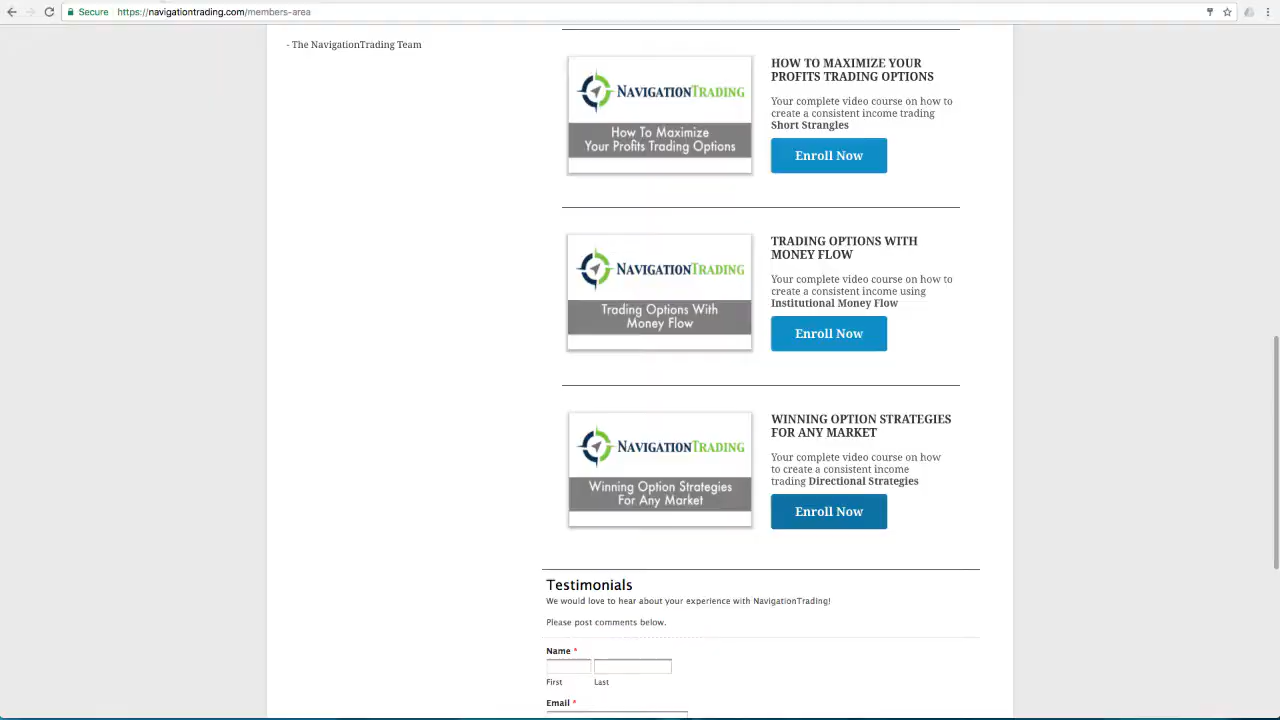 Secure https://navigationtrading.com/members-area
- The NavigationTrading Team
NAVIGATIONTRADING
How To Maximize
Your Profits Trading Options
HOW TO MAXIMIZE YOUR
PROFITS TRADING OPTIONS
Your complete video course on how to
create a consistent income trading
Short Strangles
Enroll Now
NAVIGATIONTRADING
Trading Options With
Money Flow
TRADING OPTIONS WITH
MONEY FLOW
Your complete video course on how to
create a consistent income using
Institutional Money Flow
Enroll Now
NAVIGATIONTRADING
Winning Option Strategies
For Any Market
WINNING OPTION STRATEGIES
FOR ANY MARKET
Your complete video course on how
to create a consistent income
trading Directional Strategies
Enroll Now
Testimonials
We would love to hear about your experience with NavigationTrading!
Please post comments below.
Name *
First Last
Email *